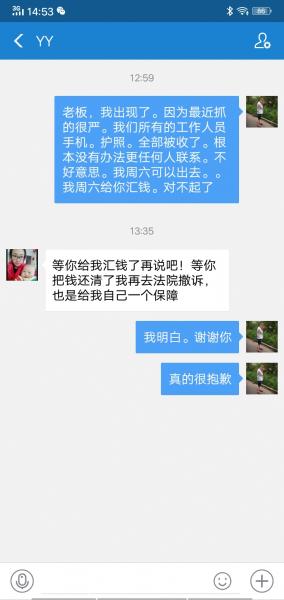 3G 14:53
YY
12:59
老板，我出现了。因为最近抓
的很严。我们所有的工作人员
手机。护照。全部被收了。根
本没有办法更任何人联系。不
好意思。我周六可以出去。。
我周六给你汇钱。对不起了
13:35
等你给我汇钱了再说吧！等你
把钱还清了我再去法院撤诉，
也是给我自己一个保障
我明白。谢谢你
真的很抱歉